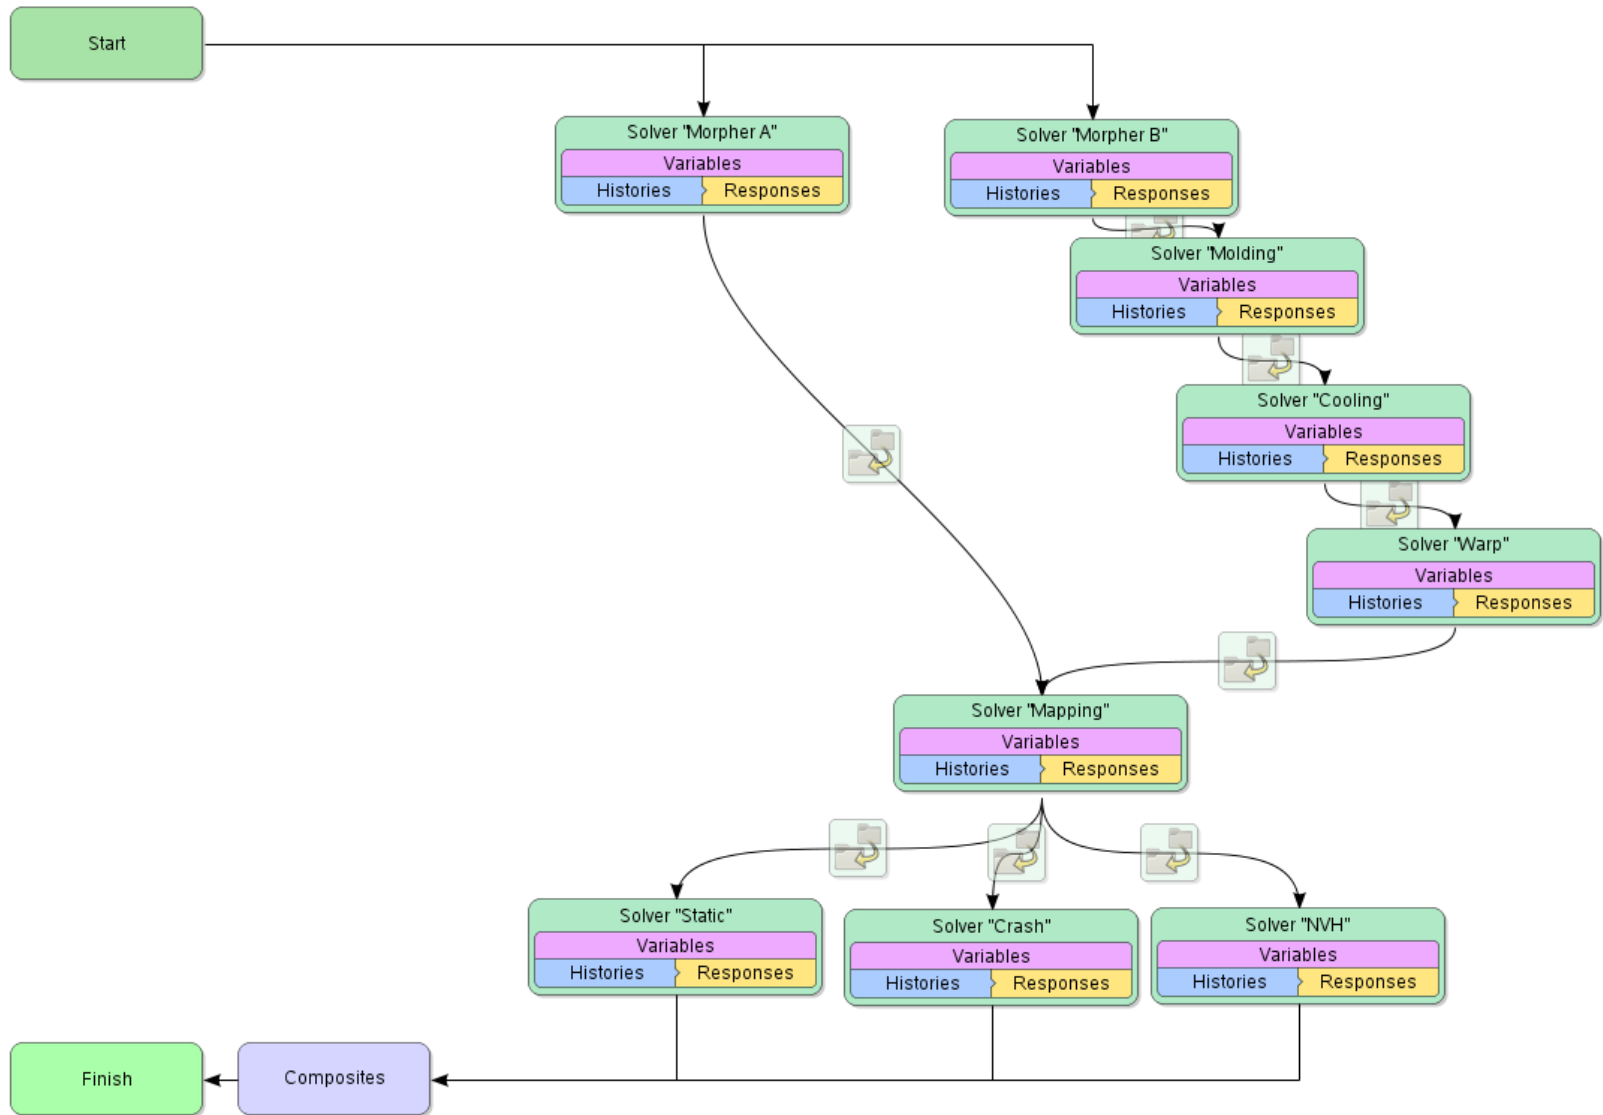 Start
Solver "Morpher A"
Variables
Histories Responses
Solver "Morpher B"
Variables
Histories Responses
Solver "Molding"
Variables
Histories Responses
Solver "Cooling"
Variables
Histories Responses
Solver "Warp"
Variables
Histories Responses
Solver "Mapping"
Variables
Histories Responses
Solver "Static"
Variables
Histories Responses
Solver "Crash"
Variables
Histories Responses
Solver "NVH"
Variables
Histories Responses
Finish
Composites